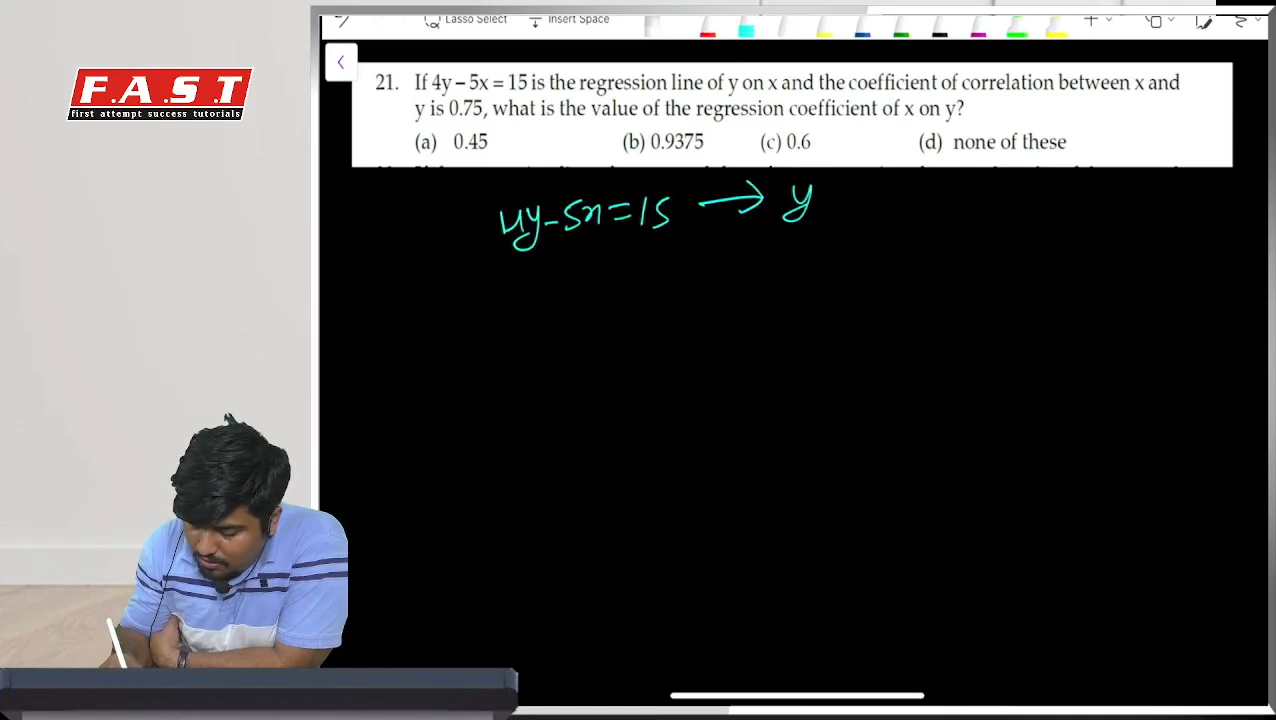 Lasso Select
Insert Space
F.A.S.T
first attempt success tutorials
21. If 4y – 5x = 15 is the regression line of y on x and the coefficient of correlation between x and
y is 0.75, what is the value of the regression coefficient of x on y?
(a) 0.45 (b) 0.9375 (c) 0.6 (d) none of these
4y-5x=15 → y